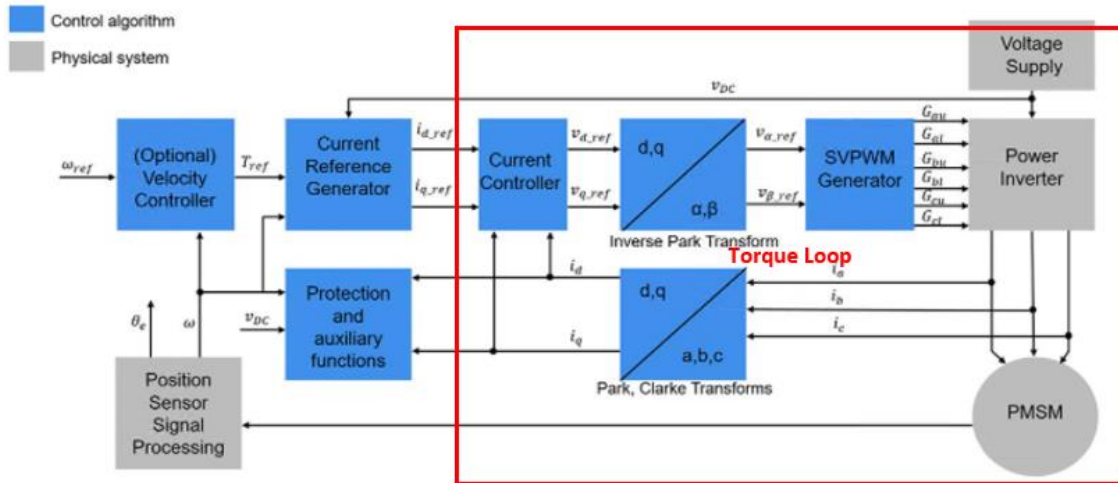 Control algorithm
Physical system
Voltage
Supply
v_DC
ω_ref
(Optional)
Velocity
Controller
T_ref
Current
Reference
Generator
i_d_ref
i_q_ref
Current
Controller
v_d_ref
v_q_ref
d,q
α,β
Inverse Park Transform
v_α_ref
v_β_ref
SVPWM
Generator
G_au
G_al
G_bu
G_bl
G_cu
G_cl
Power
Inverter
Torque Loop
θ_e
ω
v_DC
Protection
and
auxiliary
functions
i_d
i_q
d,q
a,b,c
Park, Clarke Transforms
i_a
i_b
i_c
Position
Sensor
Signal
Processing
PMSM